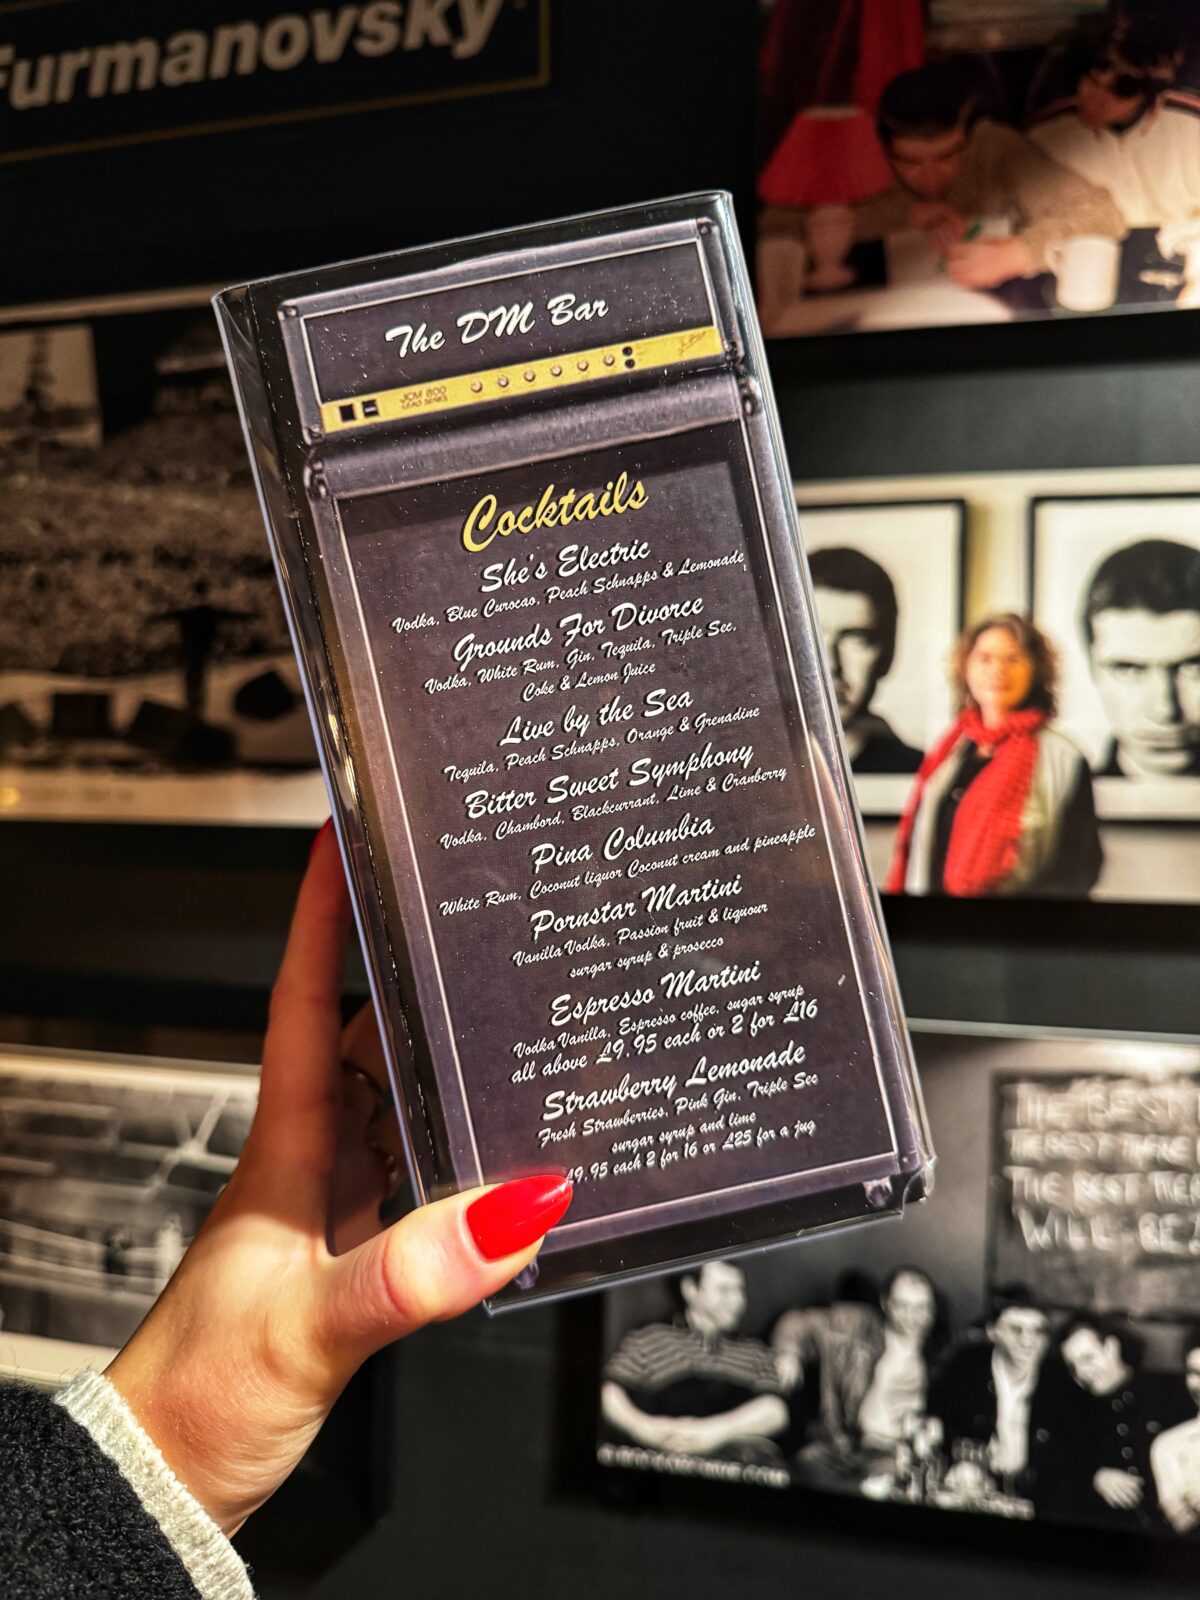 Furmanovsky
The DM Bar
JCM 800
LEAD SERIES
Cocktails
She's Electric
Vodka, Blue Curocao, Peach Schnapps & Lemonade
Grounds For Divorce
Vodka, White Rum, Gin, Tequila, Triple Sec,
Coke & Lemon Juice
Live by the Sea
Tequila, Peach Schnapps, Orange & Grenadine
Bitter Sweet Symphony
Vodka, Chambord, Blackcurrant, Lime & Cranberry
Pina Columbia
White Rum, Coconut liquor Coconut cream and pineapple
Pornstar Martini
Vanilla Vodka, Passion fruit & liquour
surgar syrup & prosecco
Espresso Martini
Vodka Vanilla, Espresso coffee, sugar syrup
all above £9.95 each or 2 for £16
Strawberry Lemonade
Fresh Strawberries, Pink Gin, Triple Sec
surgar syrup and lime
£9.95 each 2 for 16 or £25 for a jug
THE BEST
THE BEST
WILL BE